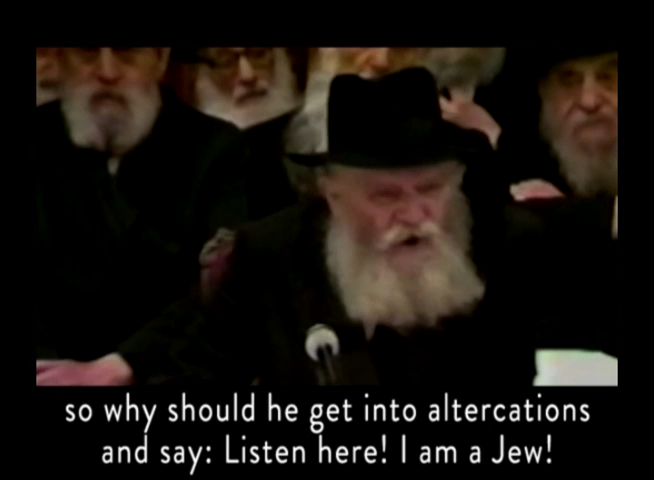 so why should he get into altercations
and say: Listen here! I am a Jew!